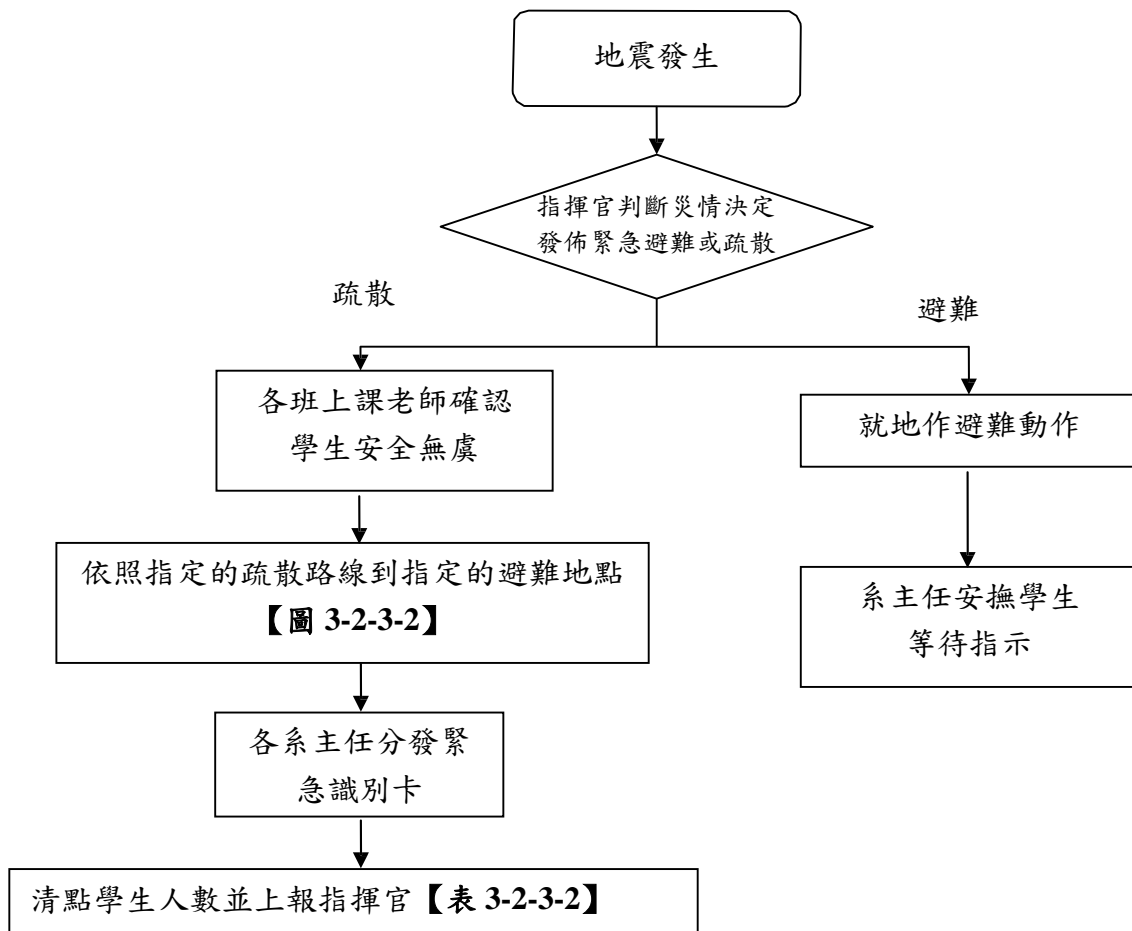 地震發生
指揮官判斷災情決定
發佈緊急避難或疏散
疏散
避難
各班上課老師確認
學生安全無虞
就地作避難動作
依照指定的疏散路線到指定的避難地點
【圖 3-2-3-2】
系主任安撫學生
等待指示
各系主任分發緊
急識別卡
清點學生人數並上報指揮官【表 3-2-3-2】